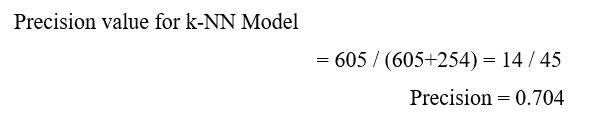 Precision value for k-NN Model
= 605 / (605+254) = 14 / 45
Precision = 0.704